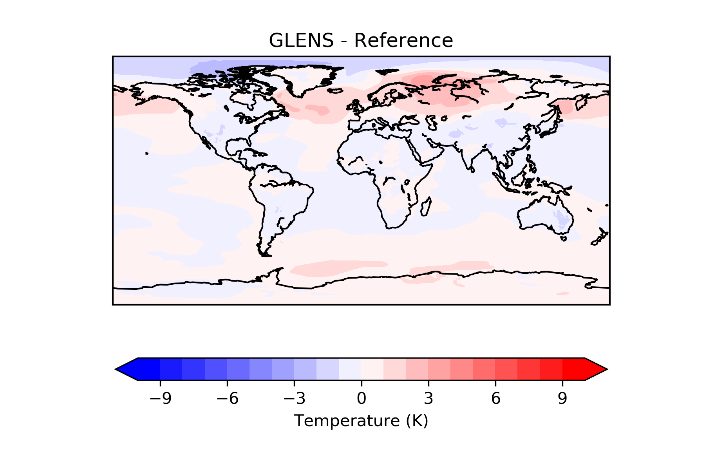 GLENS - Reference
−9 −6 −3 0 3 6 9
Temperature (K)